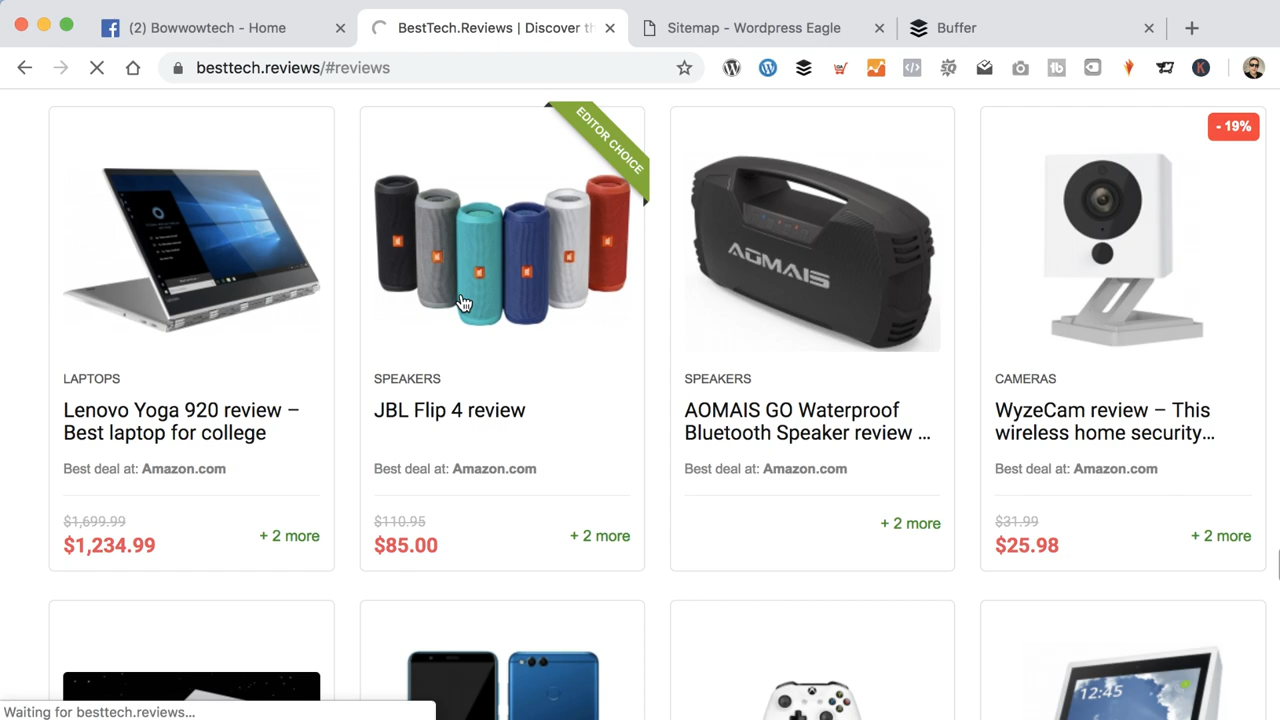 (2) Bowwowtech - Home
BestTech.Reviews | Discover th
Sitemap - Wordpress Eagle
Buffer
besttech.reviews/#reviews
EDITOR CHOICE
AOMAIS
- 19%
LAPTOPS
Lenovo Yoga 920 review –
Best laptop for college
Best deal at: Amazon.com
$1,699.99
$1,234.99
+ 2 more
SPEAKERS
JBL Flip 4 review
Best deal at: Amazon.com
$110.95
$85.00
+ 2 more
SPEAKERS
AOMAIS GO Waterproof
Bluetooth Speaker review ...
Best deal at: Amazon.com
+ 2 more
CAMERAS
WyzeCam review – This
wireless home security...
Best deal at: Amazon.com
$31.99
$25.98
+ 2 more
12:45
Waiting for besttech.reviews...